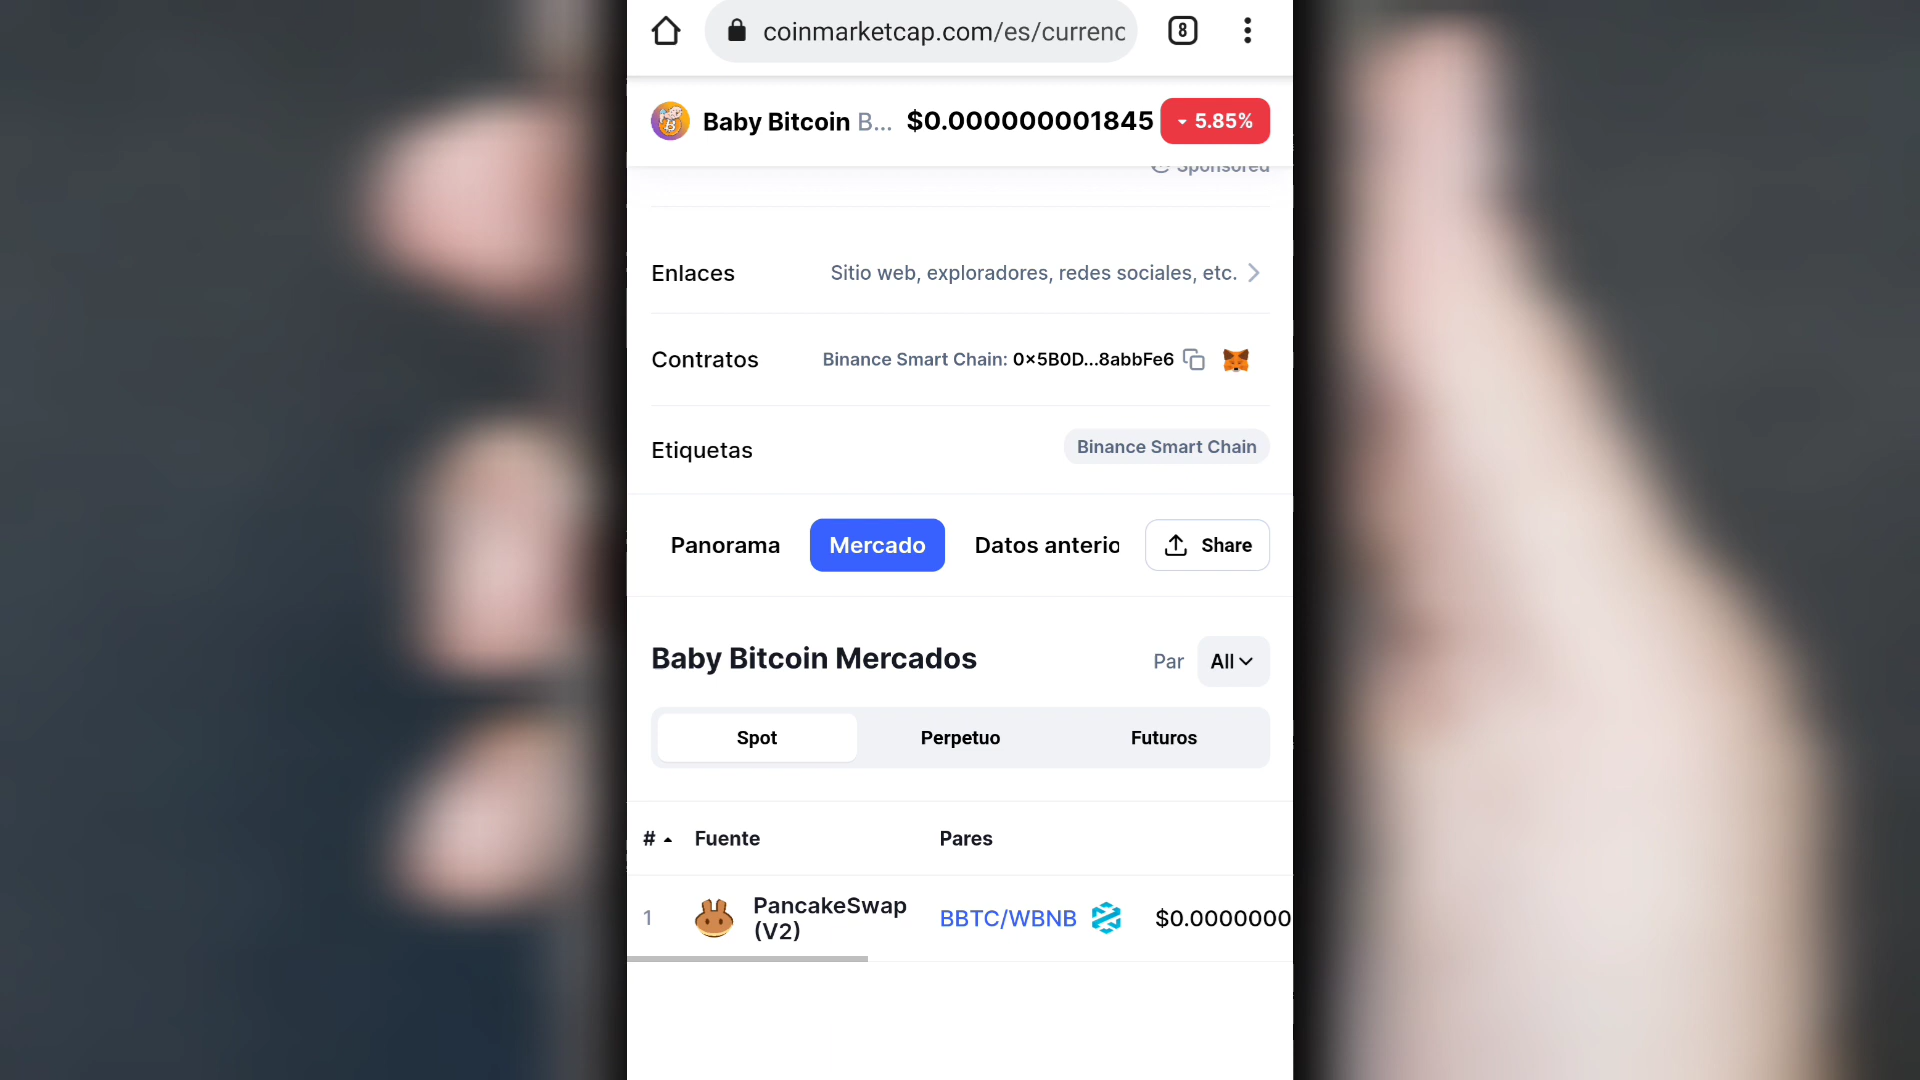 coinmarketcap.com/es/currenc
8
Baby Bitcoin B... $0.000000001845 5.85%
Sponsored
Enlaces Sitio web, exploradores, redes sociales, etc.
Contratos Binance Smart Chain: 0x5B0D...8abbFe6
Etiquetas Binance Smart Chain
Panorama Mercado Datos anterio Share
Baby Bitcoin Mercados Par All
Spot Perpetuo Futuros
# Fuente Pares
1 PancakeSwap (V2) BBTC/WBNB $0.0000000